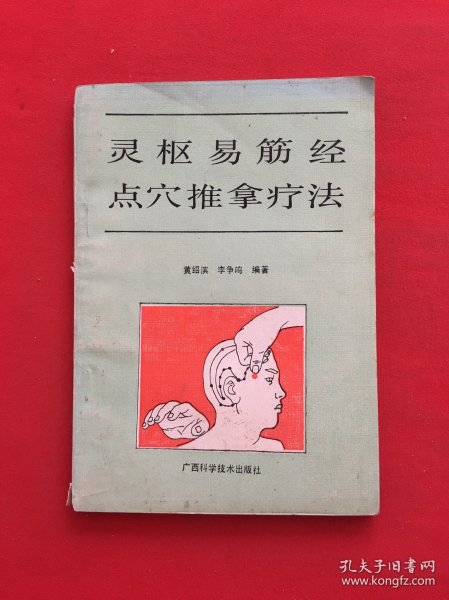 灵枢易筋经
点穴推拿疗法
黄绍滨 李争鸣 编著
广西科学技术出版社
孔夫子旧书网
www.kongfz.com